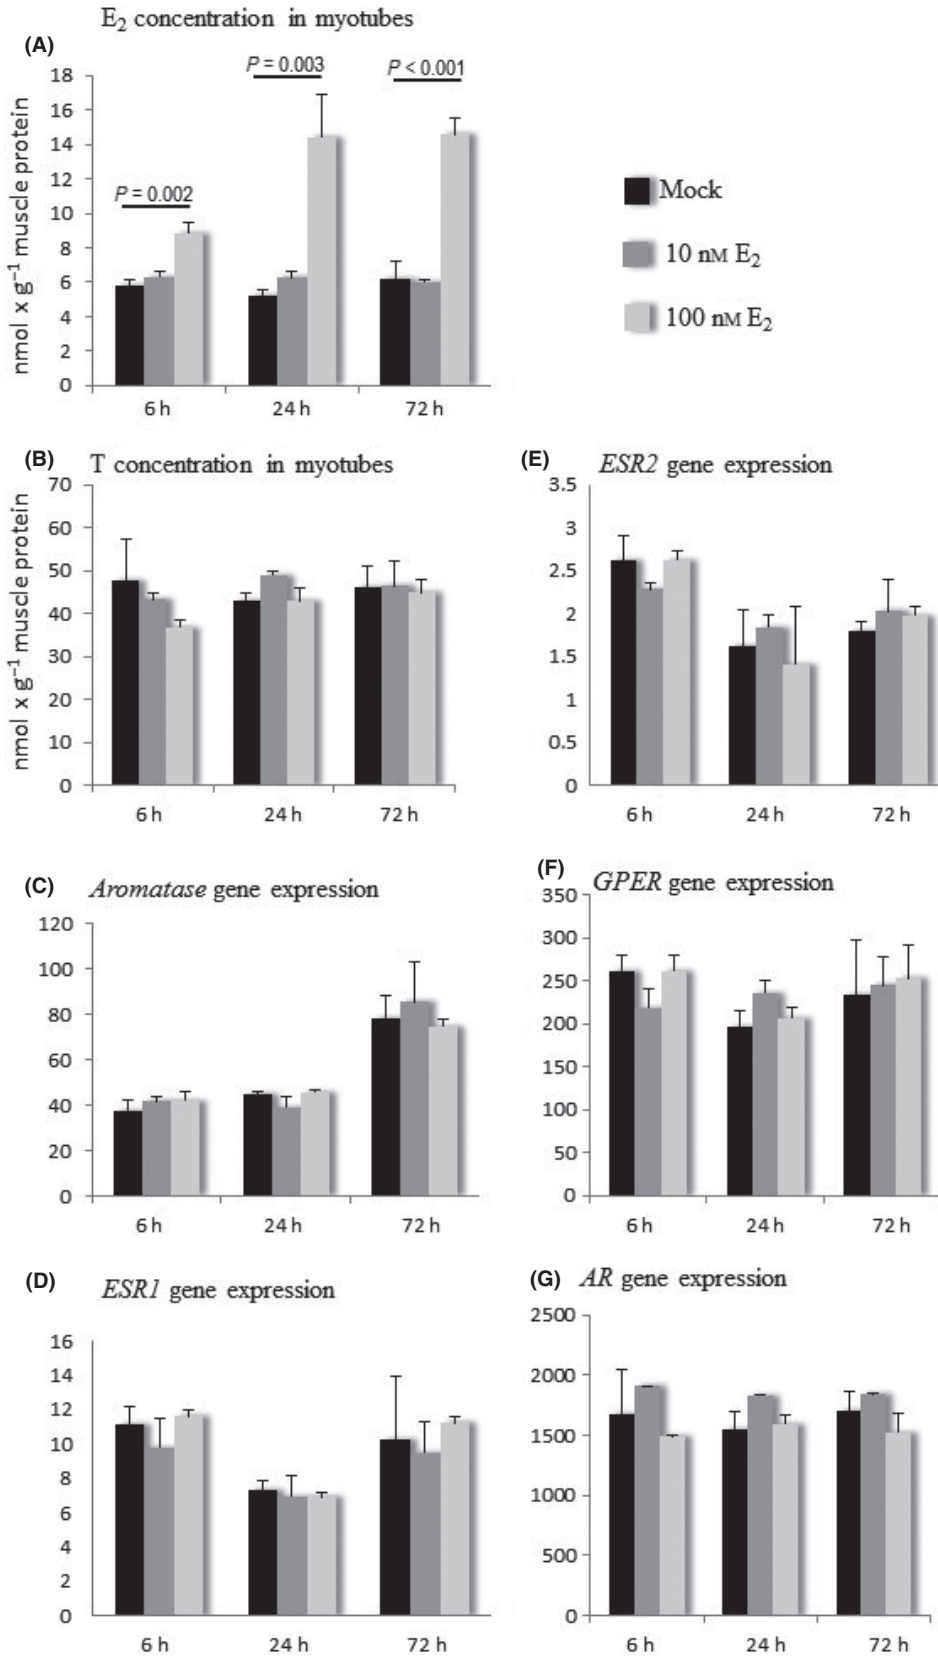 E₂ concentration in myotubes
(A)
P = 0.002
P = 0.003
P < 0.001
18
16
14
12
10
8
6
4
2
0
nmol x g⁻¹ muscle protein
6 h 24 h 72 h
Mock
10 nM E₂
100 nM E₂
(B) T concentration in myotubes
70
60
50
40
30
20
10
0
nmol x g⁻¹ muscle protein
6 h 24 h 72 h
(E) ESR2 gene expression
3.5
3
2.5
2
1.5
1
0.5
0
6 h 24 h 72 h
(C) Aromatase gene expression
120
100
80
60
40
20
0
6 h 24 h 72 h
(F) GPER gene expression
350
300
250
200
150
100
50
0
6 h 24 h 72 h
(D) ESR1 gene expression
16
14
12
10
8
6
4
2
0
6 h 24 h 72 h
(G) AR gene expression
2500
2000
1500
1000
500
0
6 h 24 h 72 h